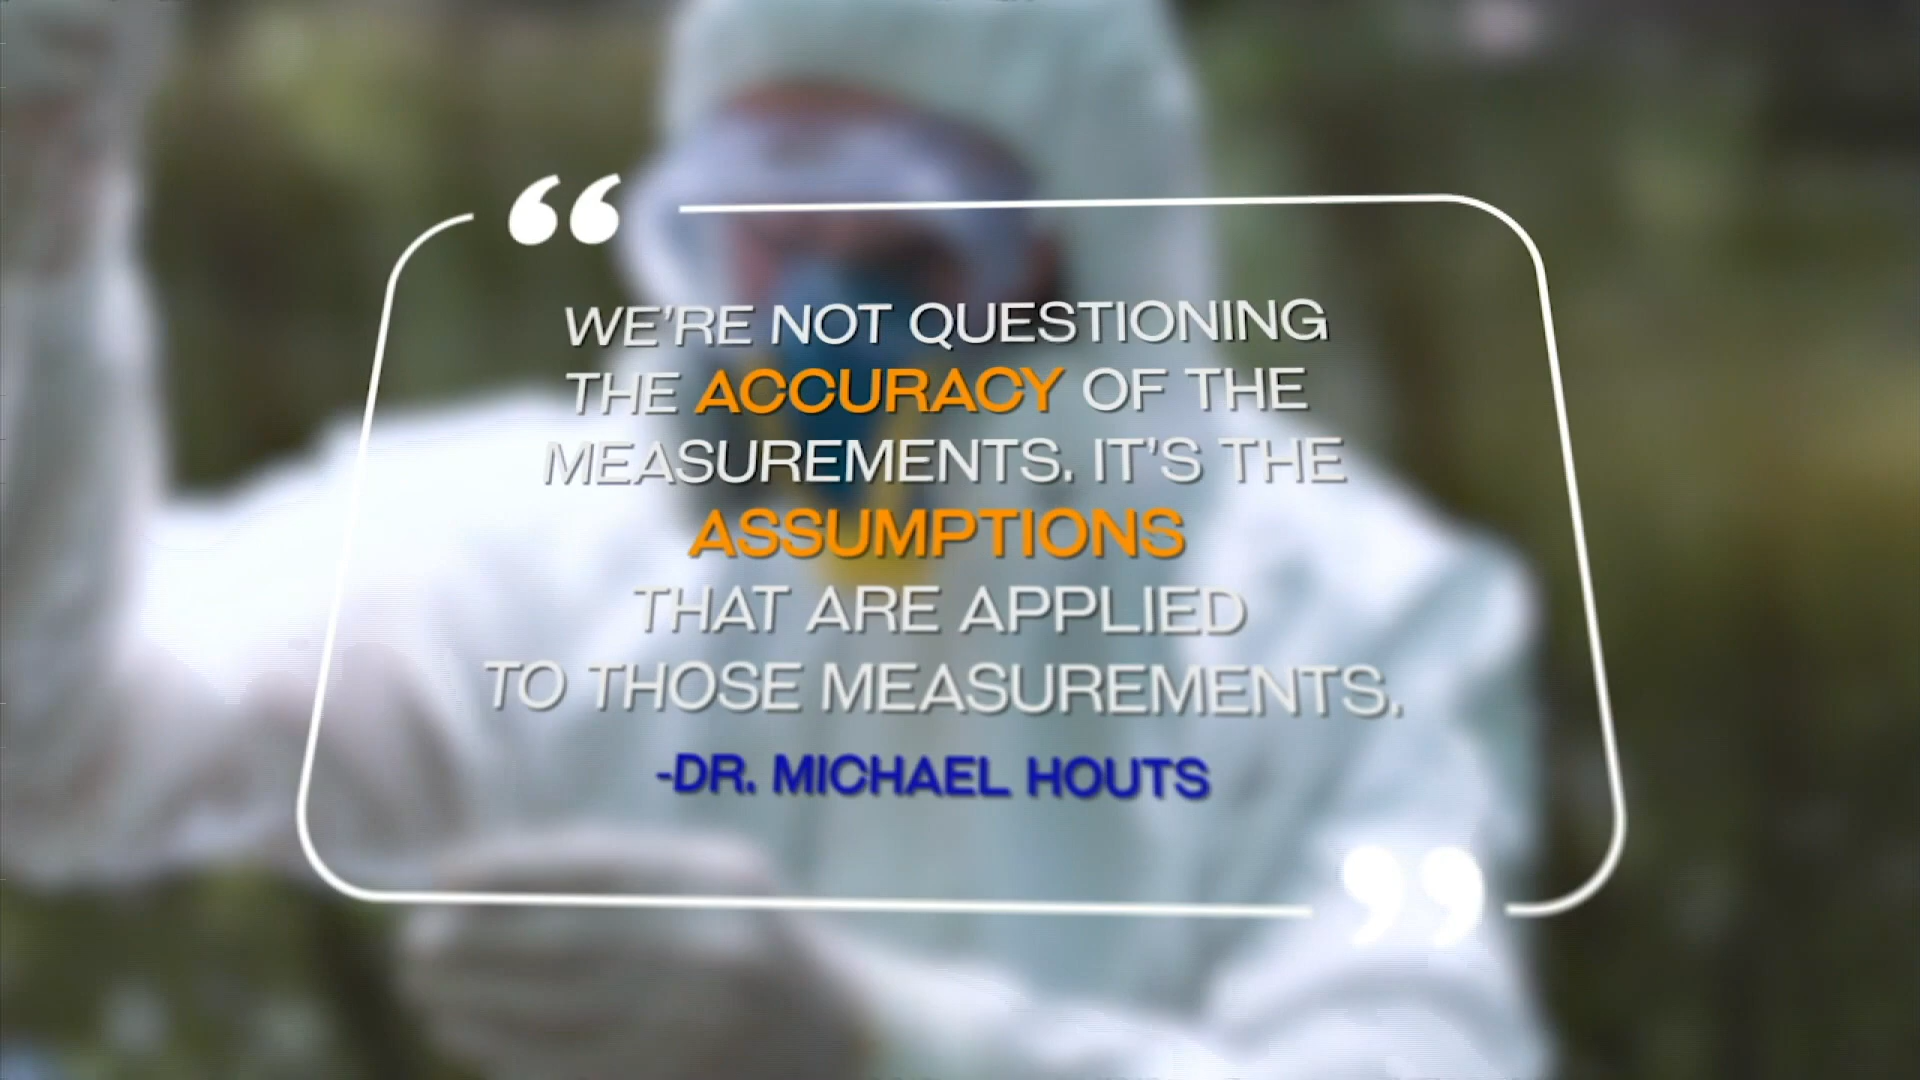 “
WE'RE NOT QUESTIONING
THE ACCURACY OF THE
MEASUREMENTS. IT'S THE
ASSUMPTIONS
THAT ARE APPLIED
TO THOSE MEASUREMENTS.
-DR. MICHAEL HOUTS
”